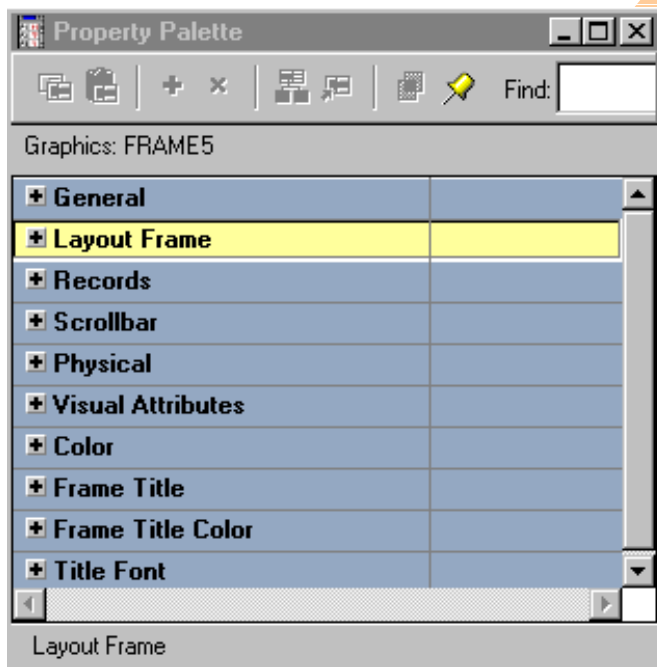 Property Palette
Find:
Graphics: FRAME5
General
Layout Frame
Records
Scrollbar
Physical
Visual Attributes
Color
Frame Title
Frame Title Color
Title Font
Layout Frame